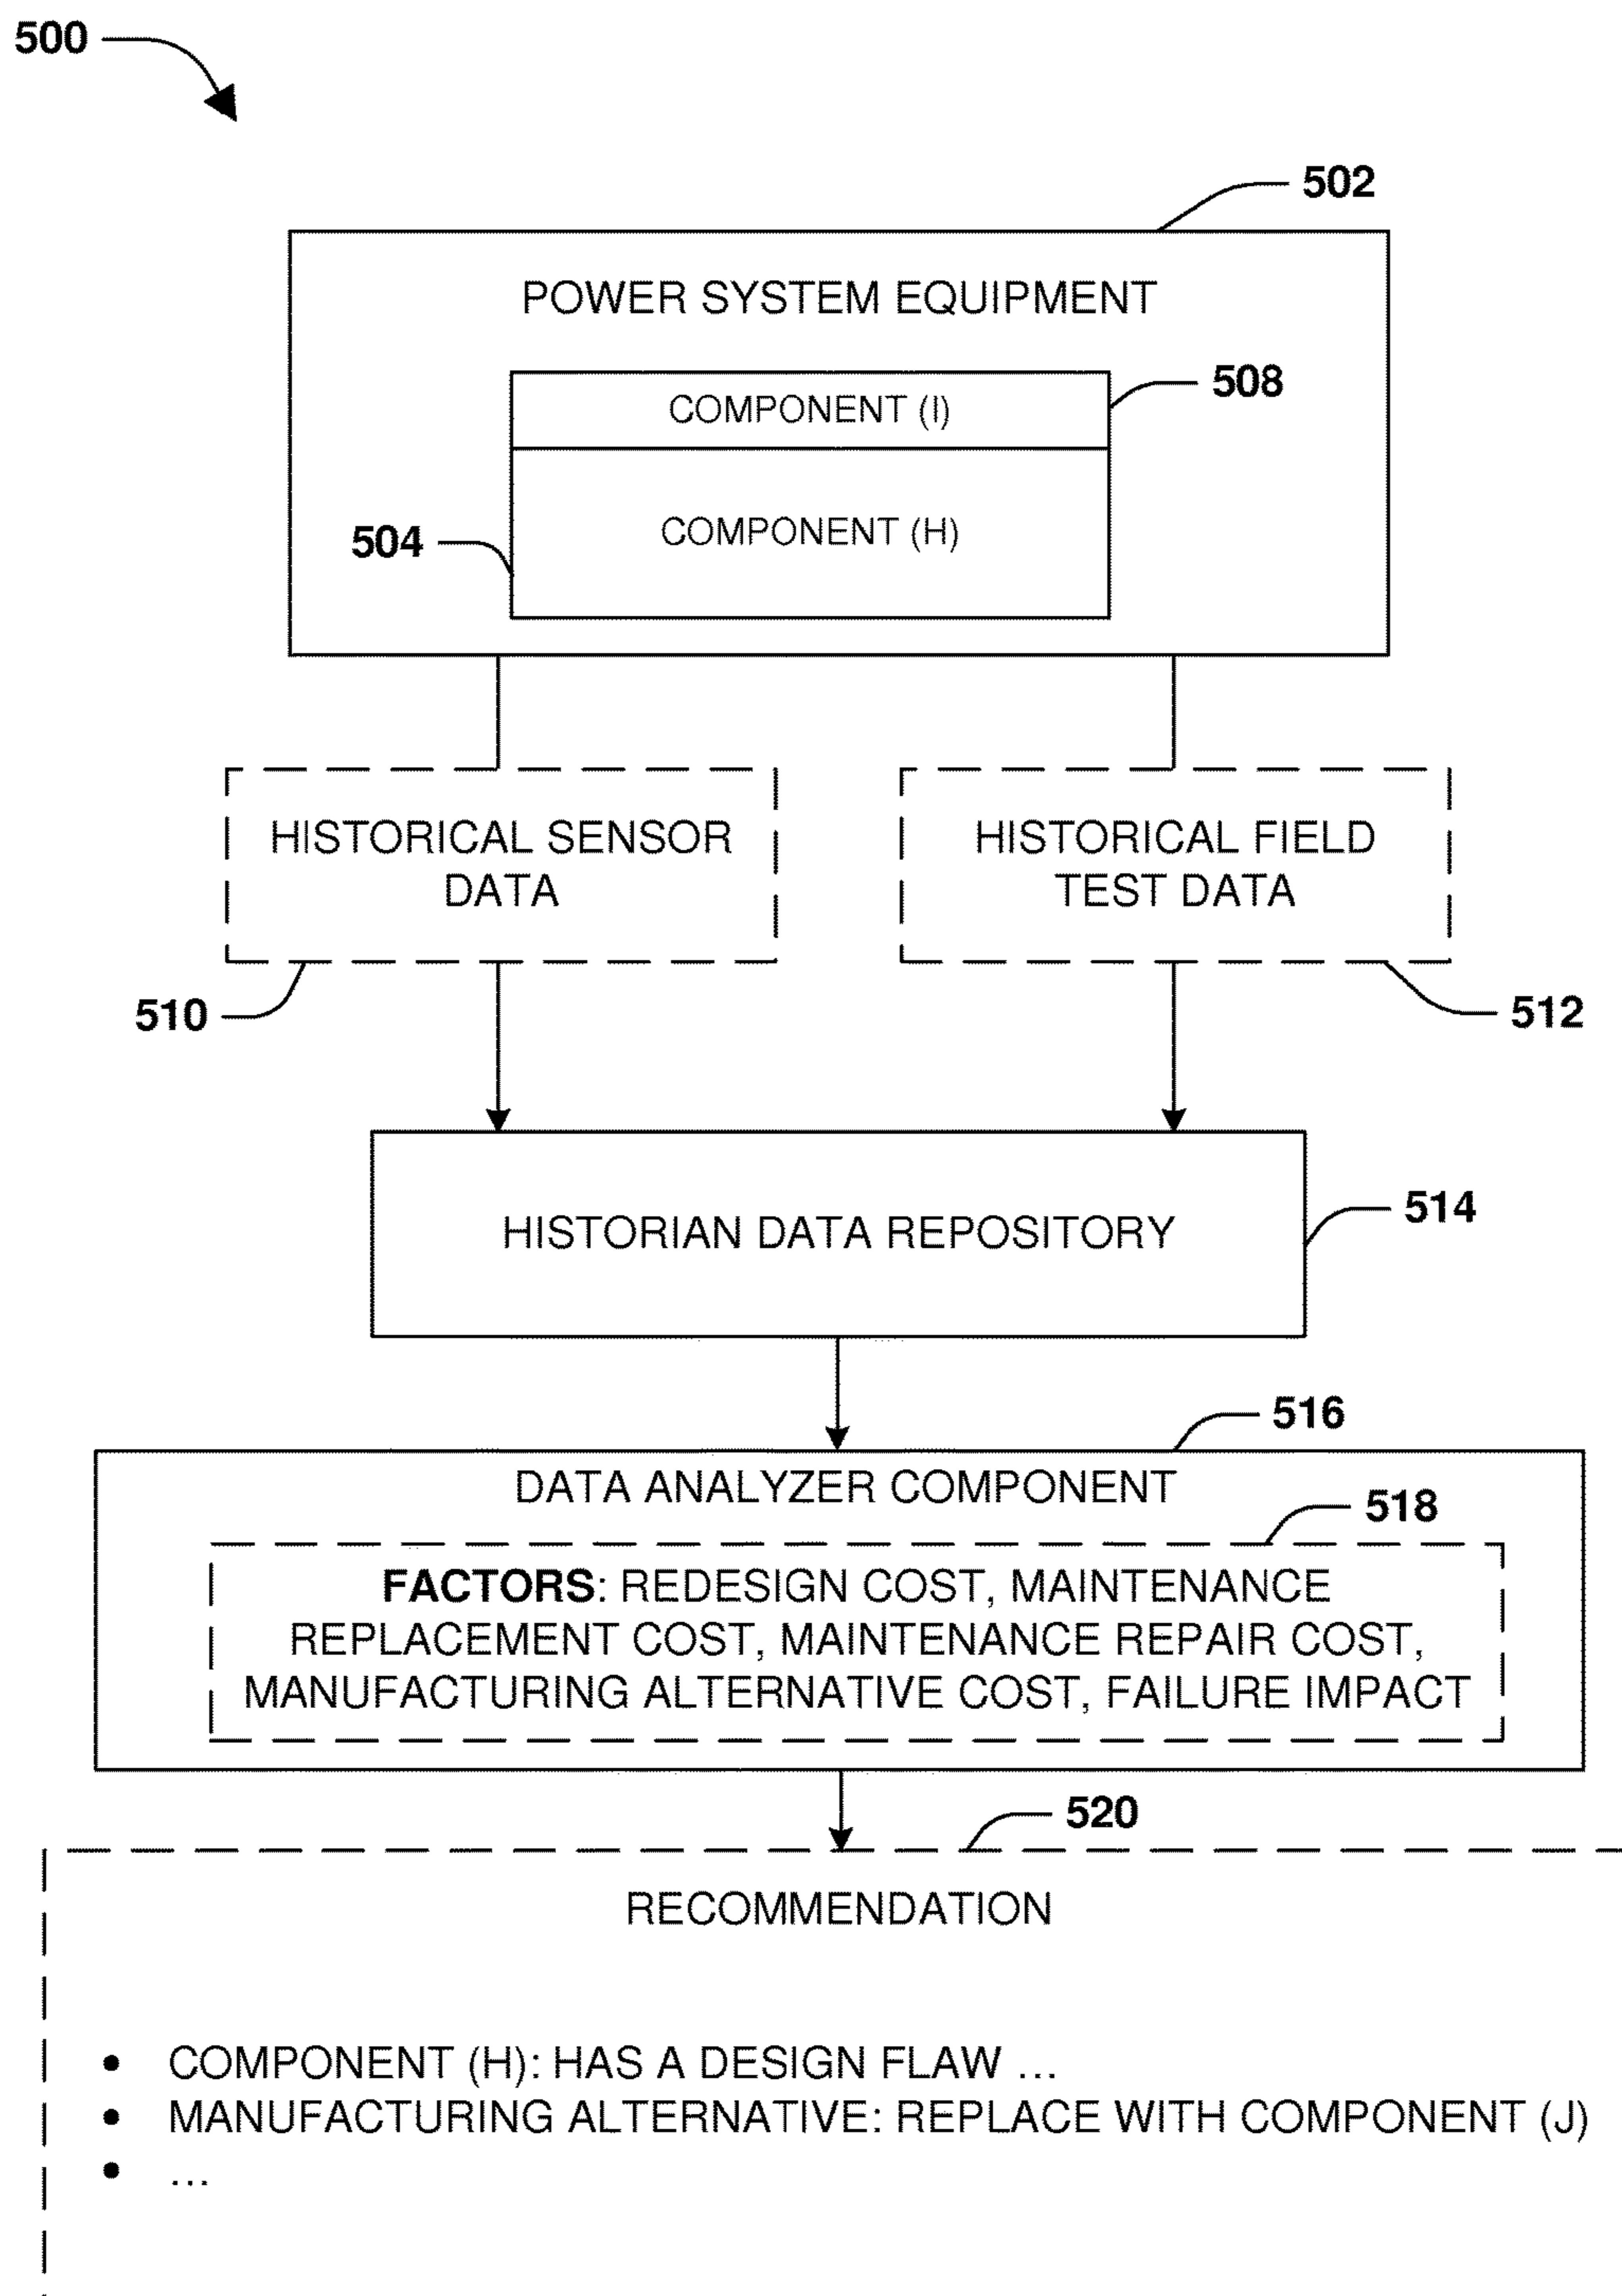 500
502
POWER SYSTEM EQUIPMENT
508
COMPONENT (I)
504
COMPONENT (H)
HISTORICAL SENSOR
DATA
HISTORICAL FIELD
TEST DATA
510
512
HISTORIAN DATA REPOSITORY
514
516
DATA ANALYZER COMPONENT
518
FACTORS: REDESIGN COST, MAINTENANCE
REPLACEMENT COST, MAINTENANCE REPAIR COST,
MANUFACTURING ALTERNATIVE COST, FAILURE IMPACT
520
RECOMMENDATION
• COMPONENT (H): HAS A DESIGN FLAW ...
• MANUFACTURING ALTERNATIVE: REPLACE WITH COMPONENT (J)
• ...